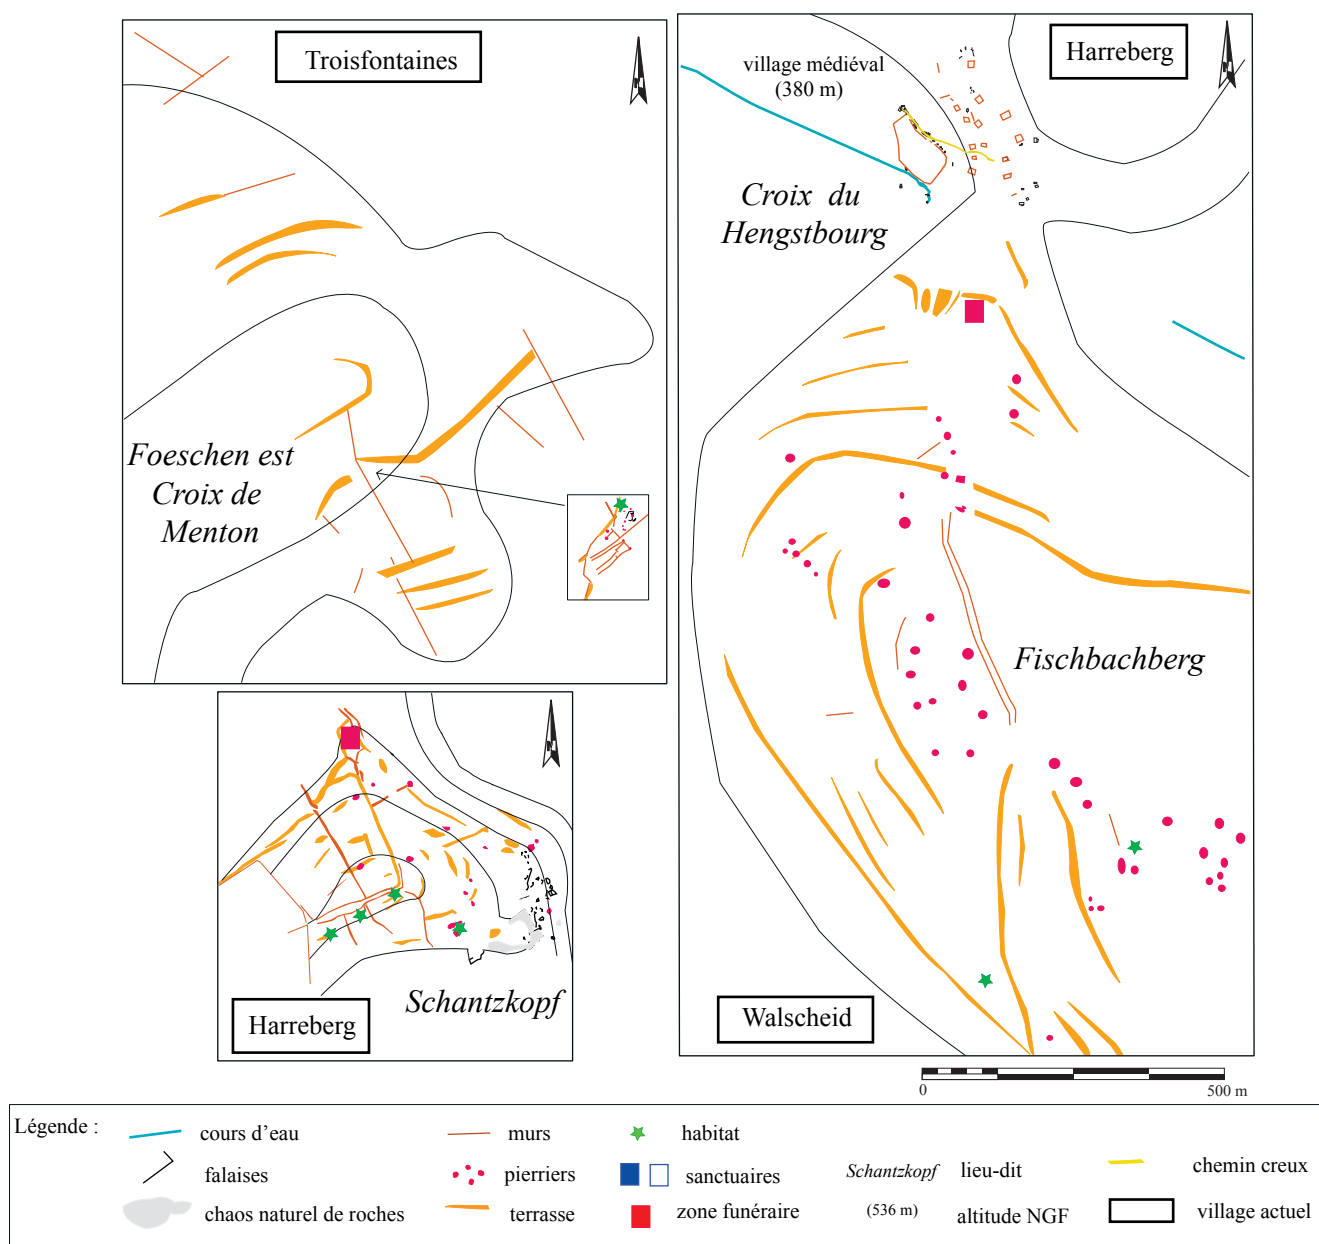 Troisfontaines
Foeschen est
Croix de
Menton
village médiéval
(380 m)
Harreberg
Croix du
Hengstbourg
Fischbachberg
Walscheid
Schantzkopf
Harreberg
0 500 m
Légende :
cours d'eau
murs
habitat
falaises
pierriers
sanctuaires
Schantzkopf lieu-dit
chemin creux
chaos naturel de roches
terrasse
zone funéraire
(536 m) altitude NGF
village actuel